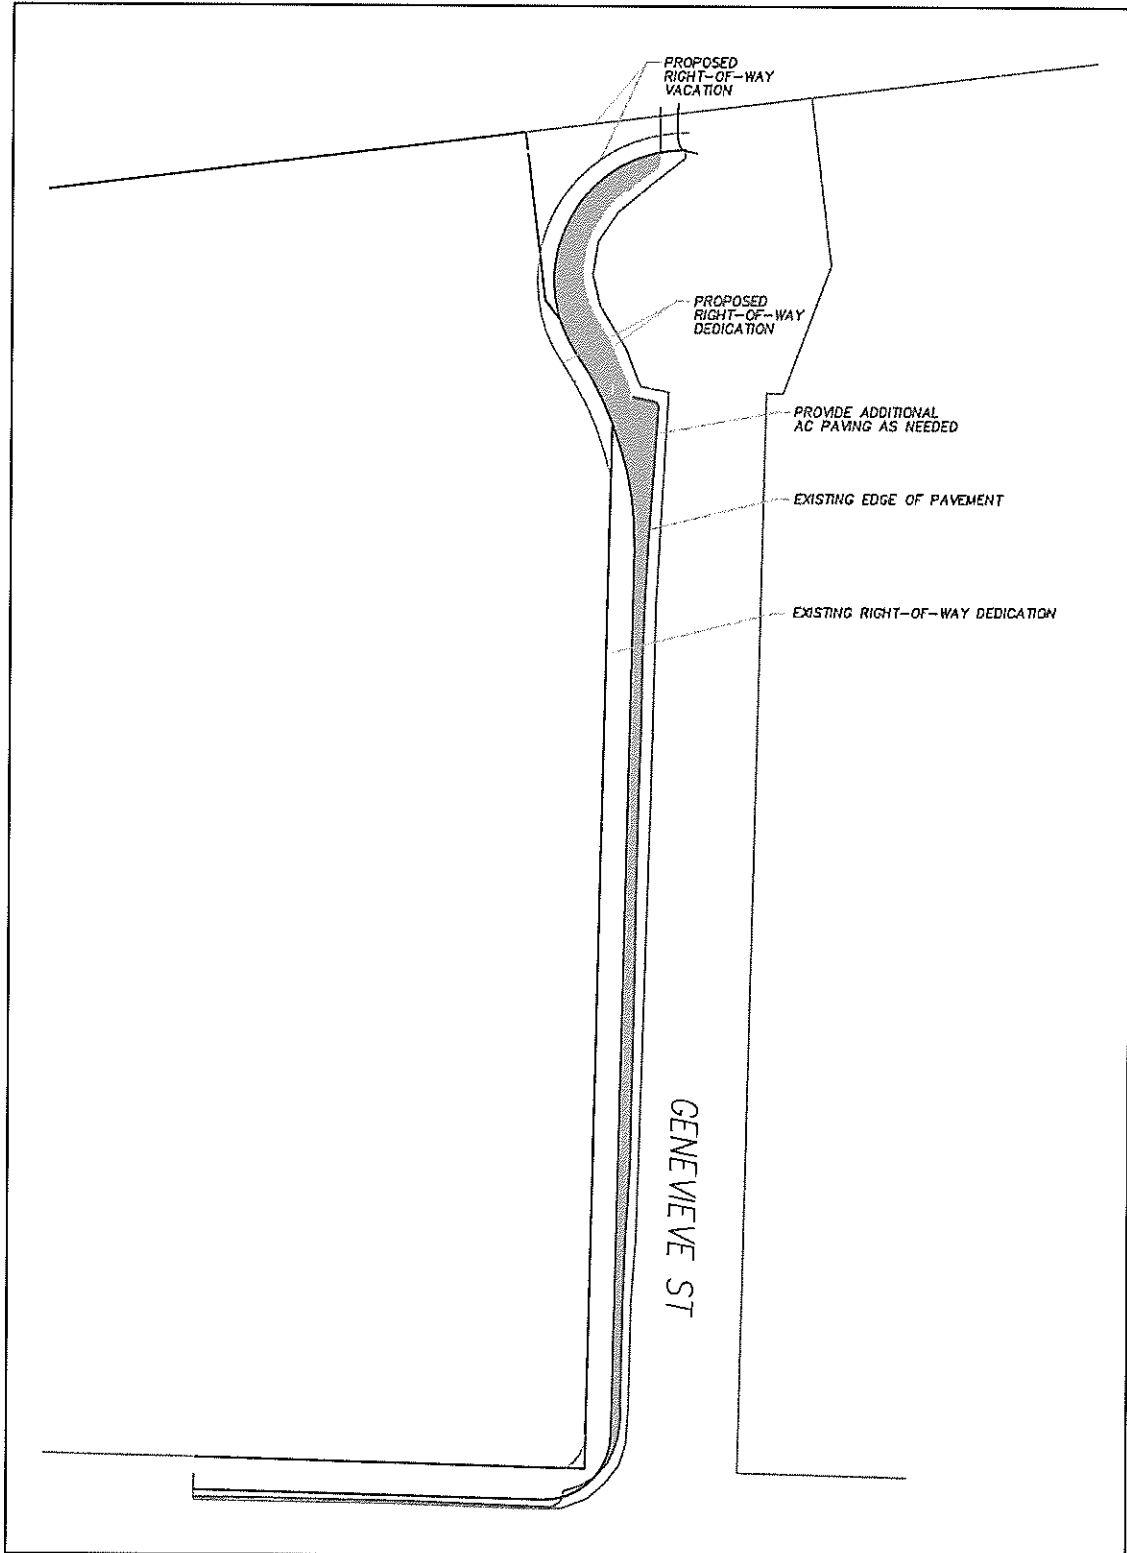 PROPOSED
RIGHT-OF-WAY
VACATION
PROPOSED
RIGHT-OF-WAY
DEDICATION
PROVIDE ADDITIONAL
AC PAVING AS NEEDED
EXISTING EDGE OF PAVEMENT
EXISTING RIGHT-OF-WAY DEDICATION
GENEVIEVE ST